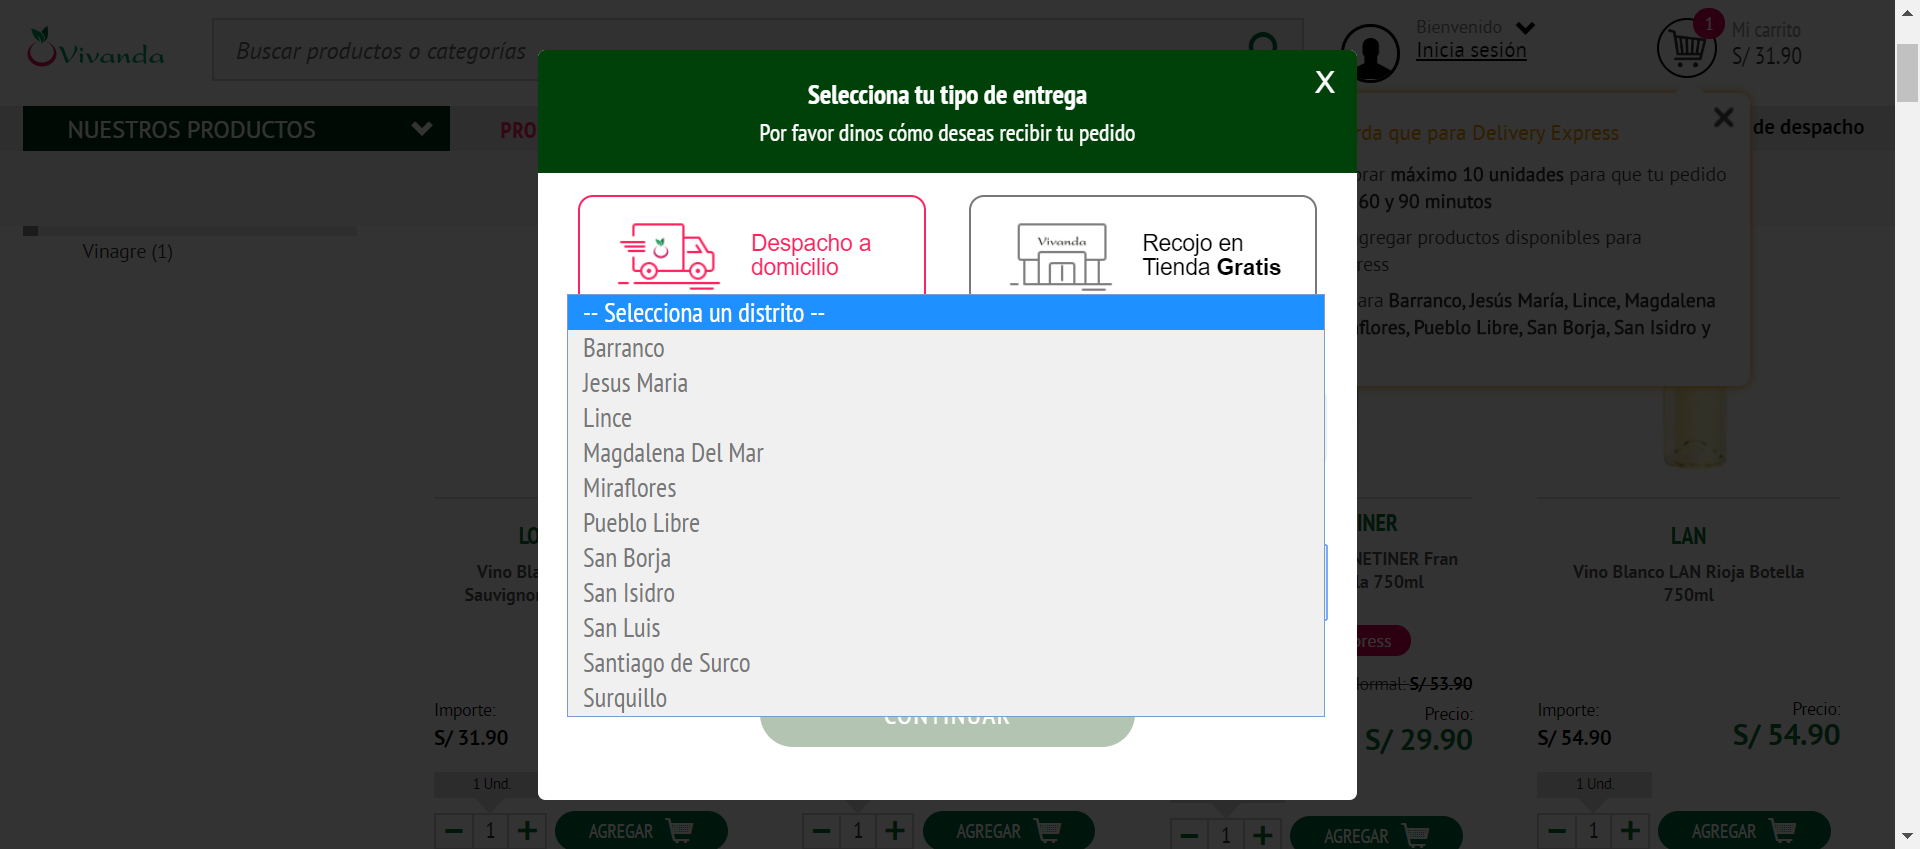 Vivanda
Buscar productos o categorías
Bienvenido
Inicia sesión
1
Mi carrito
S/ 31.90
NUESTROS PRODUCTOS
PRO
de despacho
Vinagre (1)
Selecciona tu tipo de entrega
Por favor dinos cómo deseas recibir tu pedido
X
Despacho a
domicilio
Vivanda
Recojo en
Tienda Gratis
-- Selecciona un distrito --
Barranco
Jesus Maria
Lince
Magdalena Del Mar
Miraflores
Pueblo Libre
San Borja
San Isidro
San Luis
Santiago de Surco
Surquillo
CONTINUAR
rda que para Delivery Express
rar máximo 10 unidades para que tu pedido
60 y 90 minutos
gregar productos disponibles para
ress
ara Barranco, Jesús María, Lince, Magdalena
flores, Pueblo Libre, San Borja, San Isidro y
LO
Vino Bla
Sauvigno
Importe:
S/ 31.90
1 Und.
1
AGREGAR
1
AGREGAR
INER
NETINER Fran
la 750ml
press
ormal: S/ 53.90
Precio:
S/ 29.90
1
AGREGAR
LAN
Vino Blanco LAN Rioja Botella
750ml
Importe:
S/ 54.90
Precio:
S/ 54.90
1 Und.
1
AGREGAR